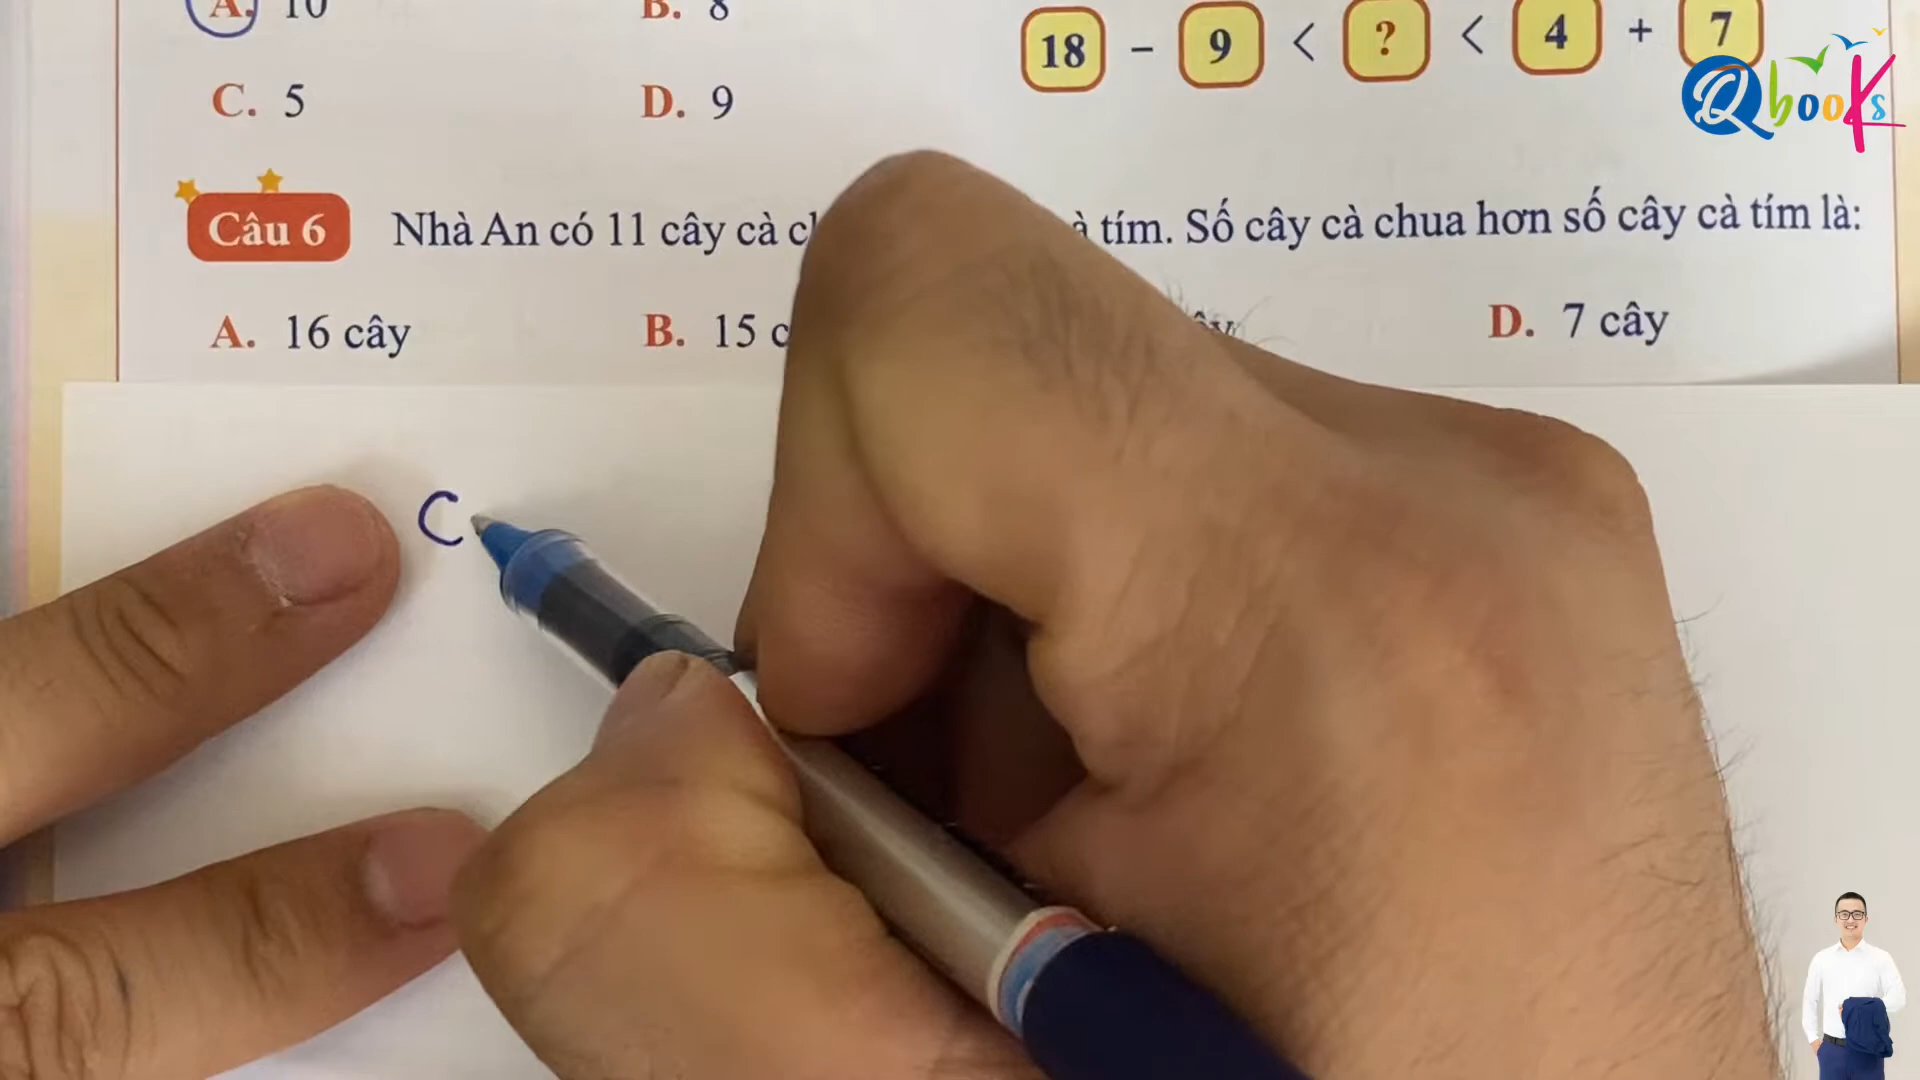 A. 10 B. 8
18 - 9 < ? < 4 + 7
Qbooks
C. 5 D. 9
Câu 6 Nhà An có 11 cây cà tím. Số cây cà chua hơn số cây cà tím là:
A. 16 cây B. 15 D. 7 cây
C